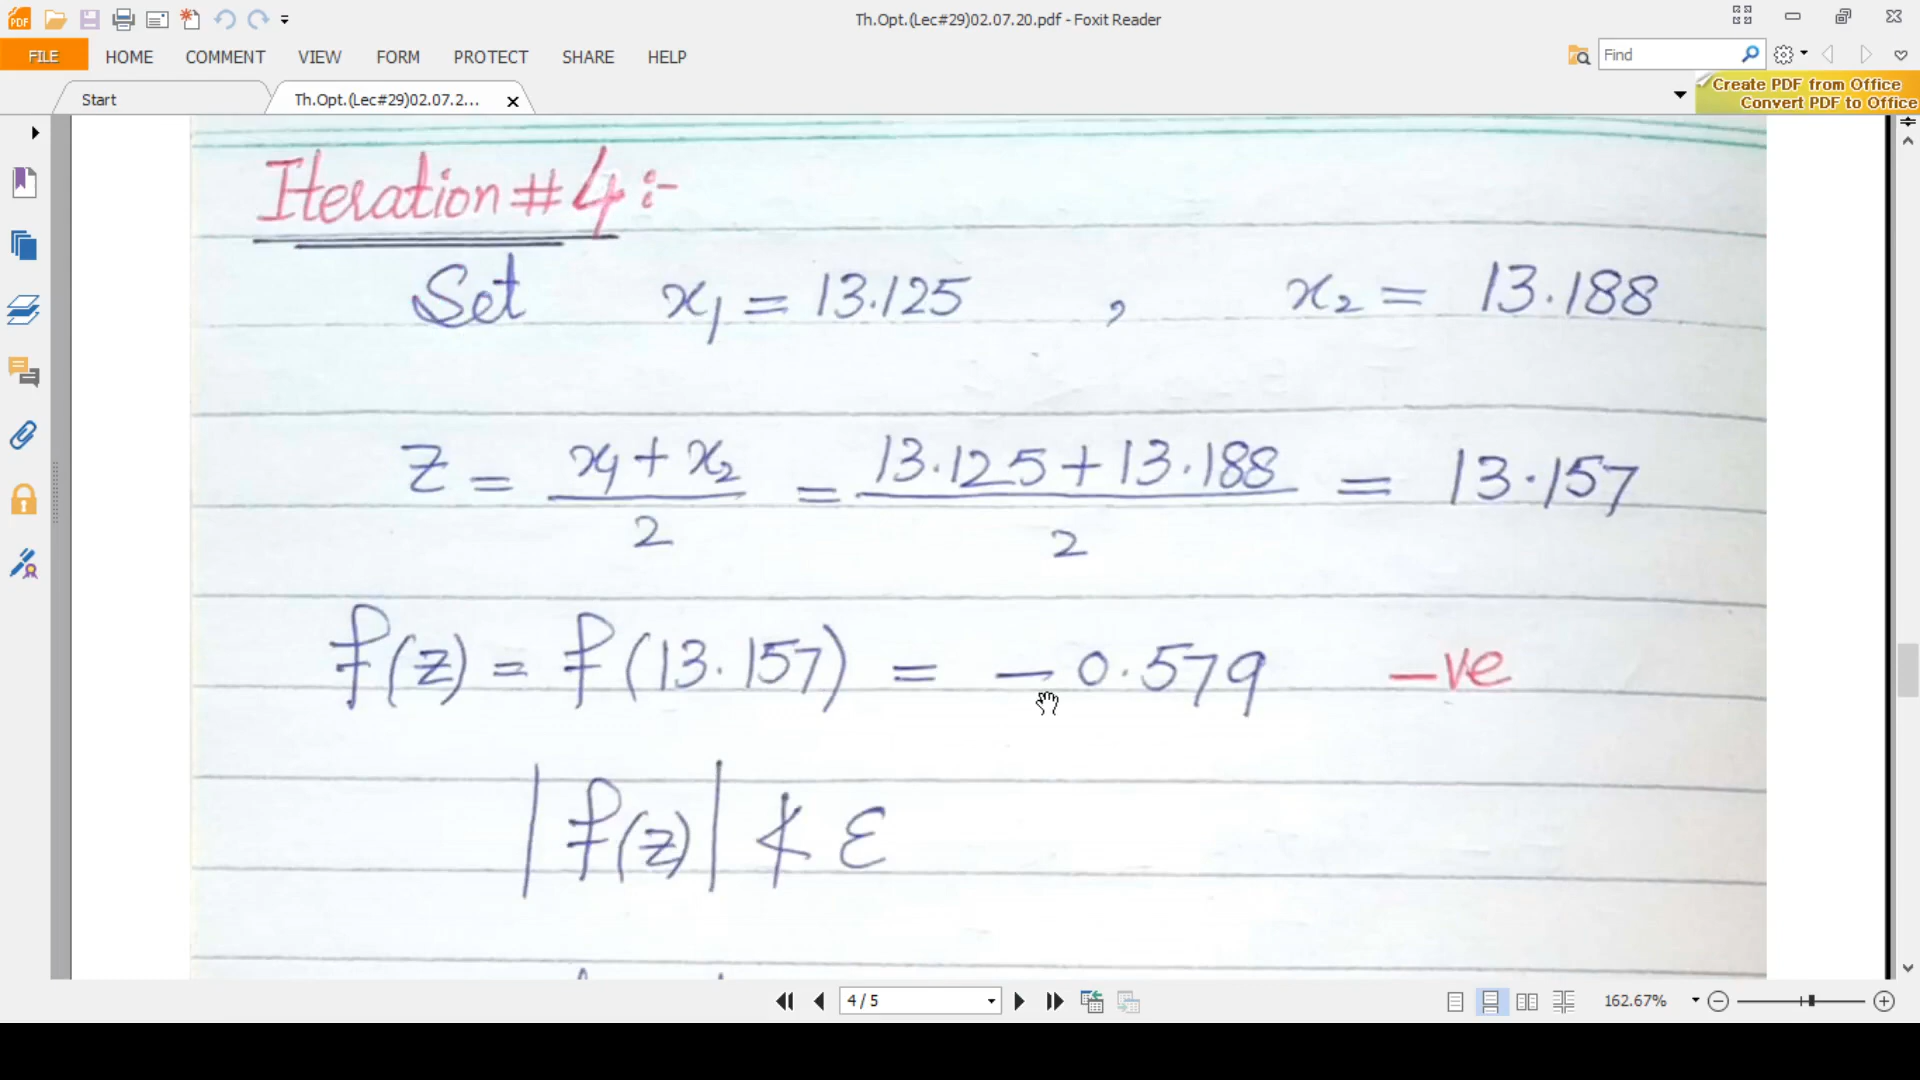 Th.Opt.(Lec#29)02.07.20.pdf - Foxit Reader
FILE HOME COMMENT VIEW FORM PROTECT SHARE HELP
Find
Start
Th.Opt.(Lec#29)02.07.2...
Create PDF from Office
Convert PDF to Office
Iteration #4:-
Set x₁ = 13.125 , x₂ = 13.188
z = (x₁ + x₂)/2 = (13.125 + 13.188)/2 = 13.157
f(z) = f(13.157) = -0.579 -ve
|f(z)| ≮ ε
4 / 5
162.67%